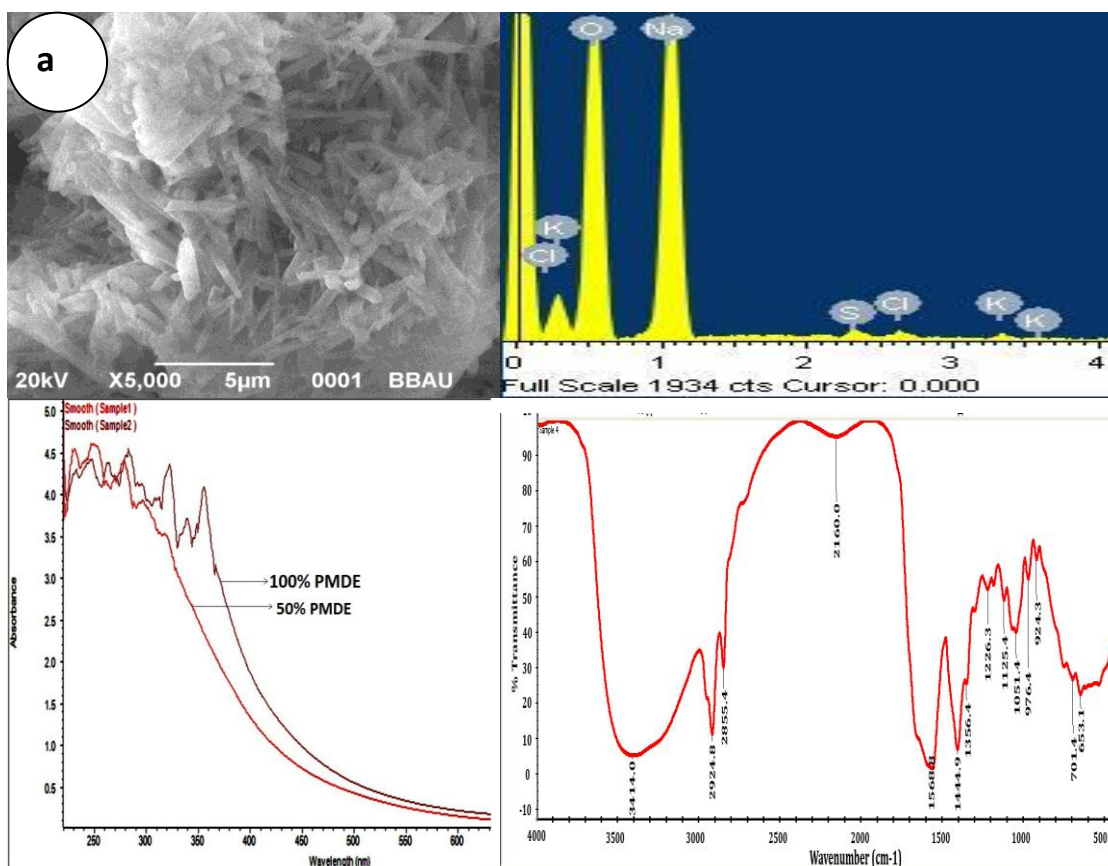 a
20kV X5,000 5µm 0001 BBAU
O Na
K
Cl
S Cl K K
0 1 2 3 4
Full Scale 1934 cts Cursor: 0.000
Smooth (Sample1)
Smooth (Sample2)
5.0
4.5
4.0
3.5
3.0
2.5
2.0
1.5
1.0
0.5
Absorbance
100% PMDE
50% PMDE
250 300 350 400 450 500 550 600
Wavelength (nm)
Sample 4
90
80
70
60
50
40
30
20
10
0
-10
% Transmittance
3414.0
2924.8
2855.4
2160.0
1568.8
1444.9
1356.4
1226.3
1125.4
1051.4
976.4
924.3
701.4
653.1
4000 3500 3000 2500 2000 1500 1000 500
Wavenumber (cm-1)